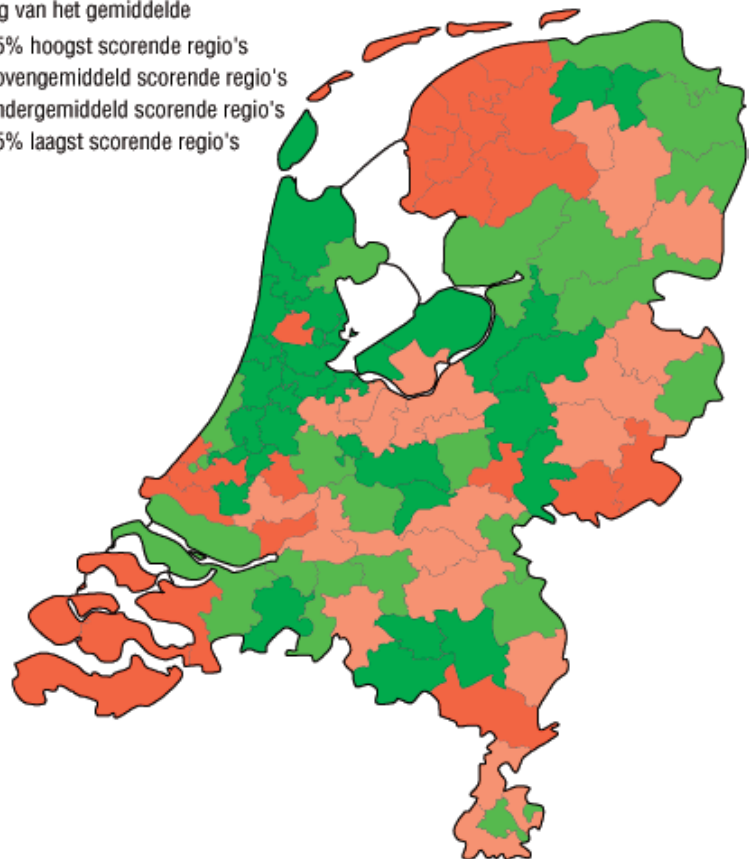 g van het gemiddelde
5% hoogst scorende regio's
ovengemiddeld scorende regio's
ndergemiddeld scorende regio's
5% laagst scorende regio's